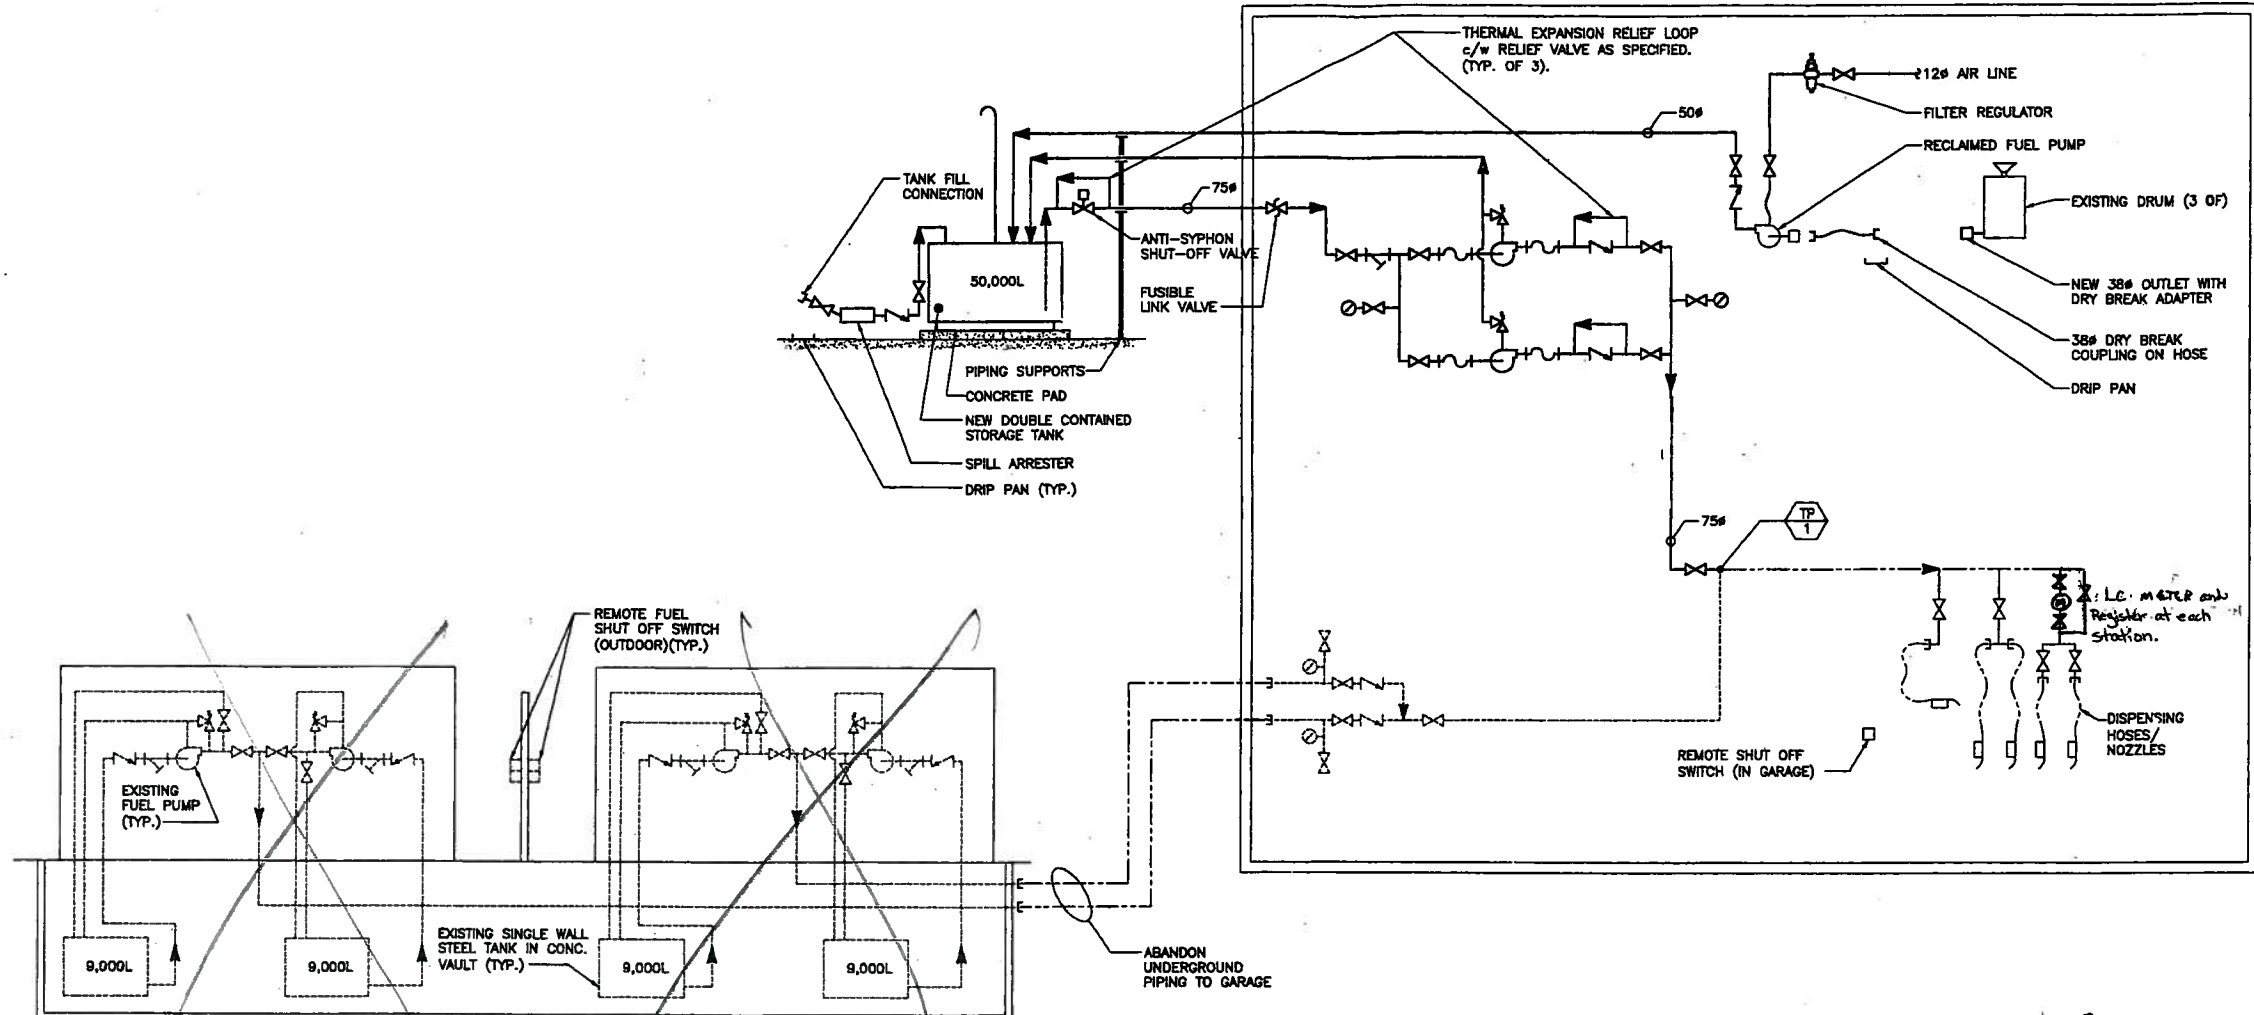 THERMAL EXPANSION RELIEF LOOP
c/w RELIEF VALVE AS SPECIFIED.
(TYP. OF 3).
12ø AIR LINE
FILTER REGULATOR
50ø
RECLAIMED FUEL PUMP
TANK FILL
CONNECTION
75ø
EXISTING DRUM (3 OF)
ANTI-SYPHON
SHUT-OFF VALVE
50,000L
FUSIBLE
LINK VALVE
NEW 38ø OUTLET WITH
DRY BREAK ADAPTER
38ø DRY BREAK
COUPLING ON HOSE
DRIP PAN
PIPING SUPPORTS
CONCRETE PAD
NEW DOUBLE CONTAINED
STORAGE TANK
SPILL ARRESTER
DRIP PAN (TYP.)
75ø
TP
1
REMOTE FUEL
SHUT OFF SWITCH
(OUTDOOR)(TYP.)
: LC. METER and
Register at each
station.
M
DISPENSING
HOSES/
NOZZLES
REMOTE SHUT OFF
SWITCH (IN GARAGE)
EXISTING
FUEL PUMP
(TYP.)
EXISTING SINGLE WALL
STEEL TANK IN CONC.
VAULT (TYP.)
9,000L
9,000L
9,000L
9,000L
ABANDON
UNDERGROUND
PIPING TO GARAGE